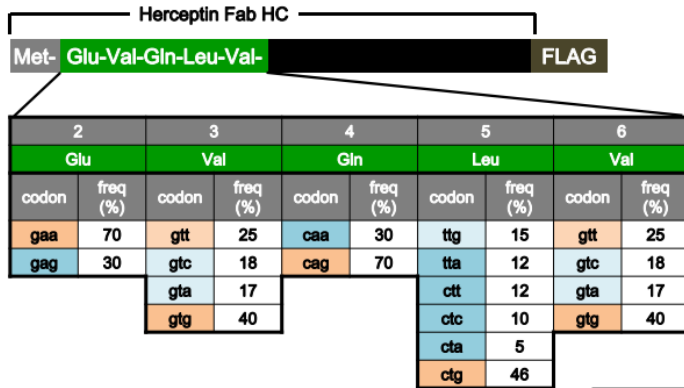 Herceptin Fab HC
Met- Glu-Val-Gln-Leu-Val- FLAG
2 3 4 5 6
Glu Val Gln Leu Val
codon freq (%) codon freq (%) codon freq (%) codon freq (%) codon freq (%)
gaa 70 gtt 25 caa 30 ttg 15 gtt 25
gag 30 gtc 18 cag 70 tta 12 gtc 18
gta 17 ctt 12 gta 17
gtg 40 ctc 10 gtg 40
cta 5
ctg 46